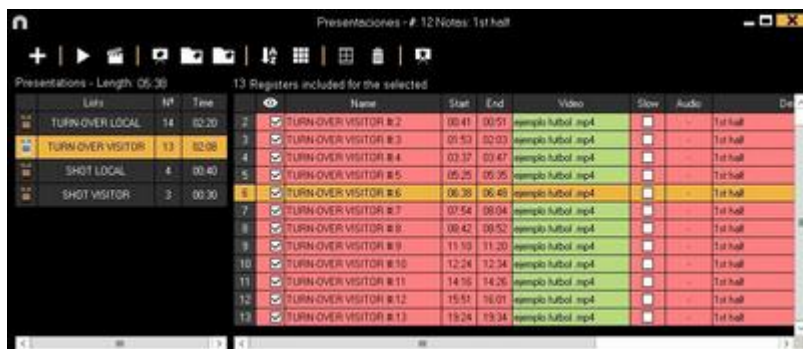 Presentaciones - #: 12 Notes: 1st half
Presentations - Length: 05:38
Lists Nº Time
TURN-OVER LOCAL 14 02:20
TURN-OVER VISITOR 13 02:08
SHOT LOCAL 4 00:40
SHOT VISITOR 3 00:30
13 Registers included for the selected
Name Start End Video Slow Audio
2 TURN-OVER VISITOR #:2 00:41 00:51 ejemplo futbol .mp4 - 1st half
3 TURN-OVER VISITOR #:3 01:53 02:03 ejemplo futbol .mp4 - 1st half
4 TURN-OVER VISITOR #:4 03:37 03:47 ejemplo futbol .mp4 - 1st half
5 TURN-OVER VISITOR #:5 05:25 05:35 ejemplo futbol .mp4 - 1st half
6 TURN-OVER VISITOR #:6 06:38 06:48 ejemplo futbol .mp4 - 1st half
7 TURN-OVER VISITOR #:7 07:54 08:04 ejemplo futbol .mp4 - 1st half
8 TURN-OVER VISITOR #:8 08:42 08:52 ejemplo futbol .mp4 - 1st half
9 TURN-OVER VISITOR #:9 11:10 11:20 ejemplo futbol .mp4 - 1st half
10 TURN-OVER VISITOR #:10 12:24 12:34 ejemplo futbol .mp4 - 1st half
11 TURN-OVER VISITOR #:11 14:16 14:26 ejemplo futbol .mp4 - 1st half
12 TURN-OVER VISITOR #:12 15:51 16:01 ejemplo futbol .mp4 - 1st half
13 TURN-OVER VISITOR #:13 19:24 19:34 ejemplo futbol .mp4 - 1st half